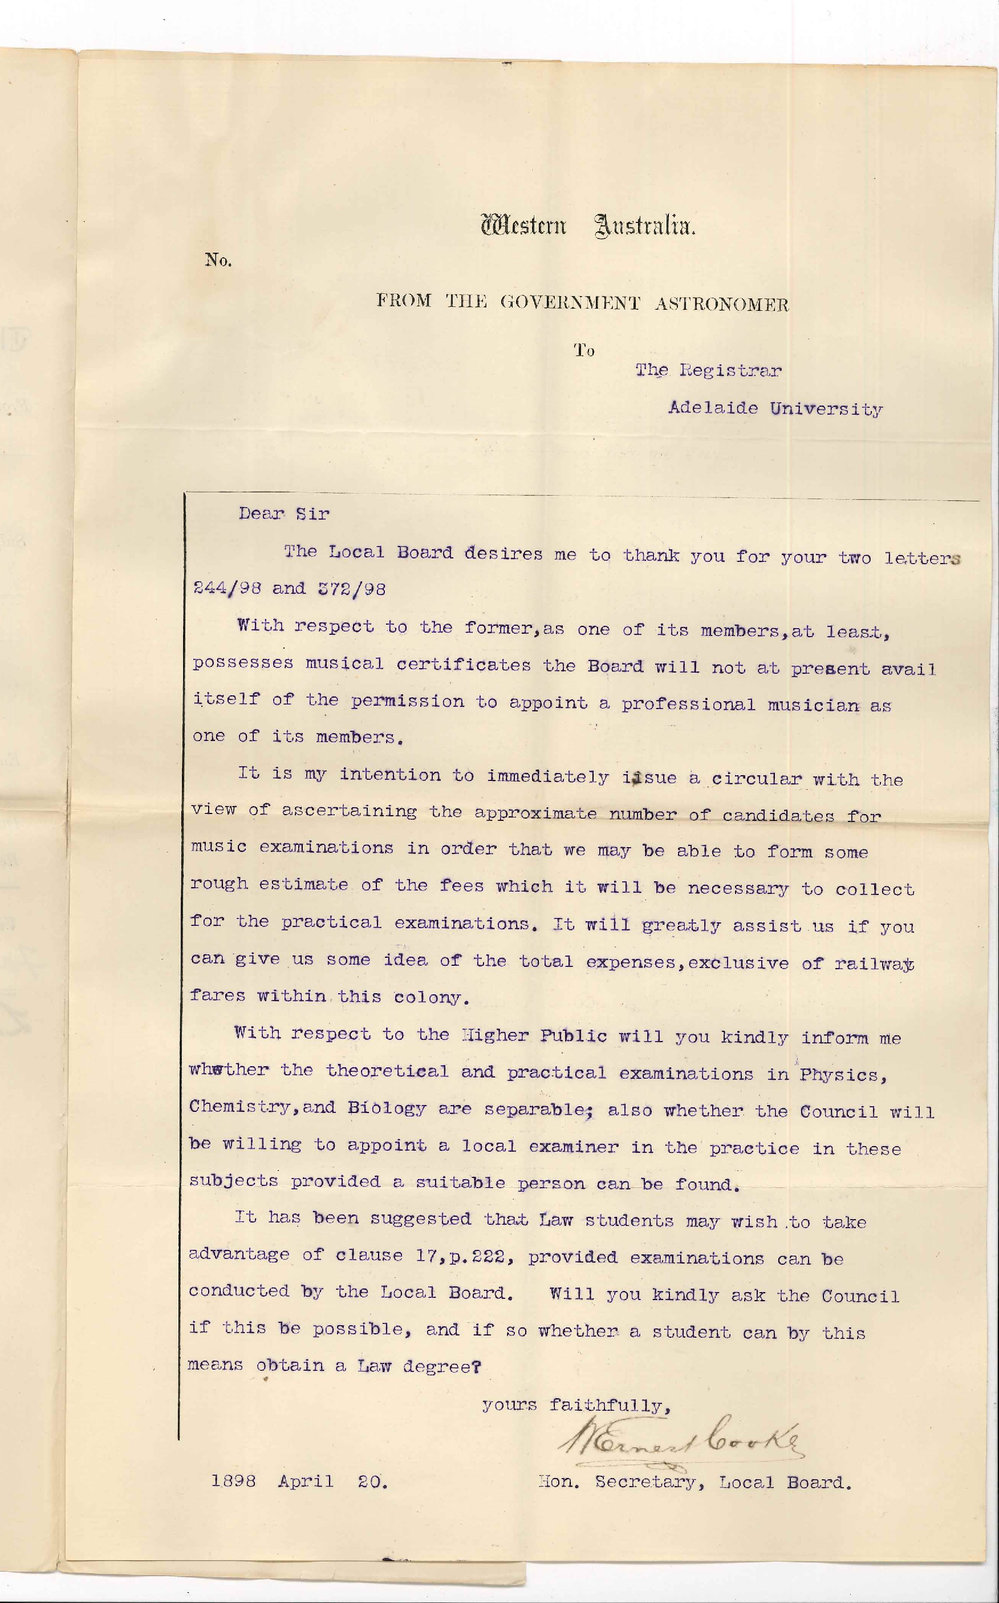 Western Australia.
No.
FROM THE GOVERNMENT ASTRONOMER
To
The Registrar
Adelaide University
Dear Sir
The Local Board desires me to thank you for your two letters
244/98 and 372/98
With respect to the former,as one of its members,at least,
possesses musical certificates the Board will not at present avail
itself of the permission to appoint a professional musician as
one of its members.
It is my intention to immediately issue a circular with the
view of ascertaining the approximate number of candidates for
music examinations in order that we may be able to form some
rough estimate of the fees which it will be necessary to collect
for the practical examinations. It will greatly assist us if you
can give us some idea of the total expenses,exclusive of railway
fares within this colony.
With respect to the Higher Public will you kindly inform me
whether the theoretical and practical examinations in Physics,
Chemistry,and Biology are separable; also whether the Council will
be willing to appoint a local examiner in the practice in these
subjects provided a suitable person can be found.
It has been suggested that Law students may wish to take
advantage of clause 17,p.222, provided examinations can be
conducted by the Local Board. Will you kindly ask the Council
if this be possible, and if so whether a student can by this
means obtain a Law degree?
yours faithfully,
W Ernest Cooke
1898 April 20. Hon. Secretary, Local Board.